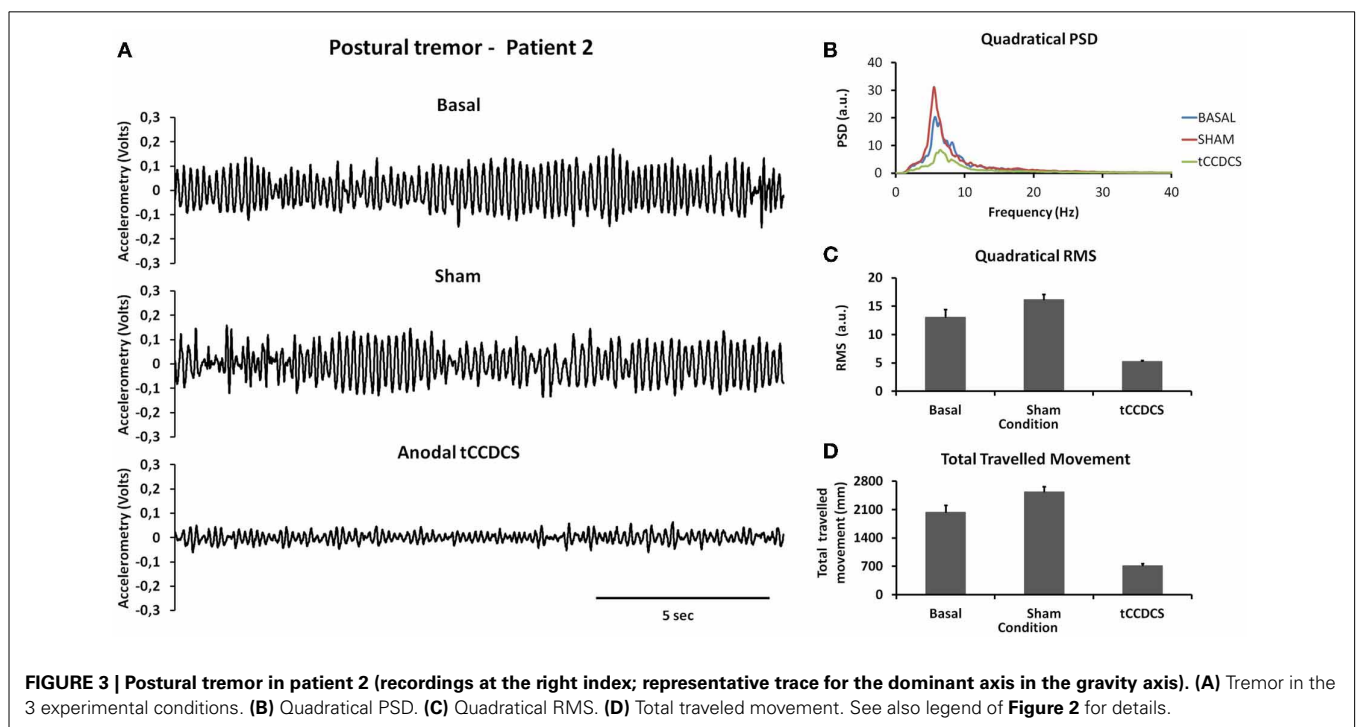 A
Postural tremor - Patient 2
Basal
Accelerometry (Volts)
0,3
0,2
0,1
0
-0,1
-0,2
-0,3
Sham
Accelerometry (Volts)
0,3
0,2
0,1
0
-0,1
-0,2
-0,3
Anodal tCCDCS
Accelerometry (Volts)
0,3
0,2
0,1
0
-0,1
-0,2
-0,3
5 sec
B
Quadratical PSD
PSD (a.u.)
40
30
20
10
0
0 10 20 30 40
Frequency (Hz)
BASAL
SHAM
tCCDCS
C
Quadratical RMS
RMS (a.u.)
20
15
10
5
0
Basal Sham tCCDCS
Condition
D
Total Travelled Movement
Total travelled
movement (mm)
2800
2100
1400
700
0
Basal Sham tCCDCS
Condition
FIGURE 3 | Postural tremor in patient 2 (recordings at the right index; representative trace for the dominant axis in the gravity axis). (A) Tremor in the
3 experimental conditions. (B) Quadratical PSD. (C) Quadratical RMS. (D) Total traveled movement. See also legend of Figure 2 for details.